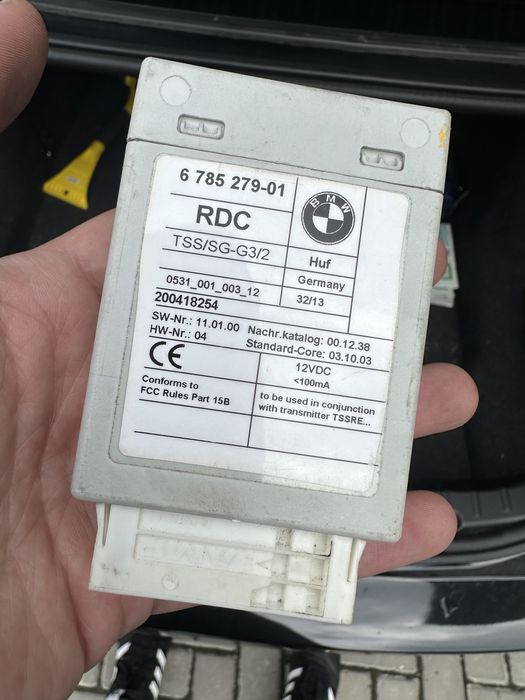 6 785 279-01
BMW
RDC
TSS/SG-G3/2
Huf
Germany
0531_001_003_12
32/13
200418254
SW-Nr.: 11.01.00 Nachr.katalog: 00.12.38
HW-Nr.: 04 Standard-Core: 03.10.03
CE
12VDC
<100mA
Conforms to
FCC Rules Part 15B
to be used in conjunction
with transmitter TSSRE...